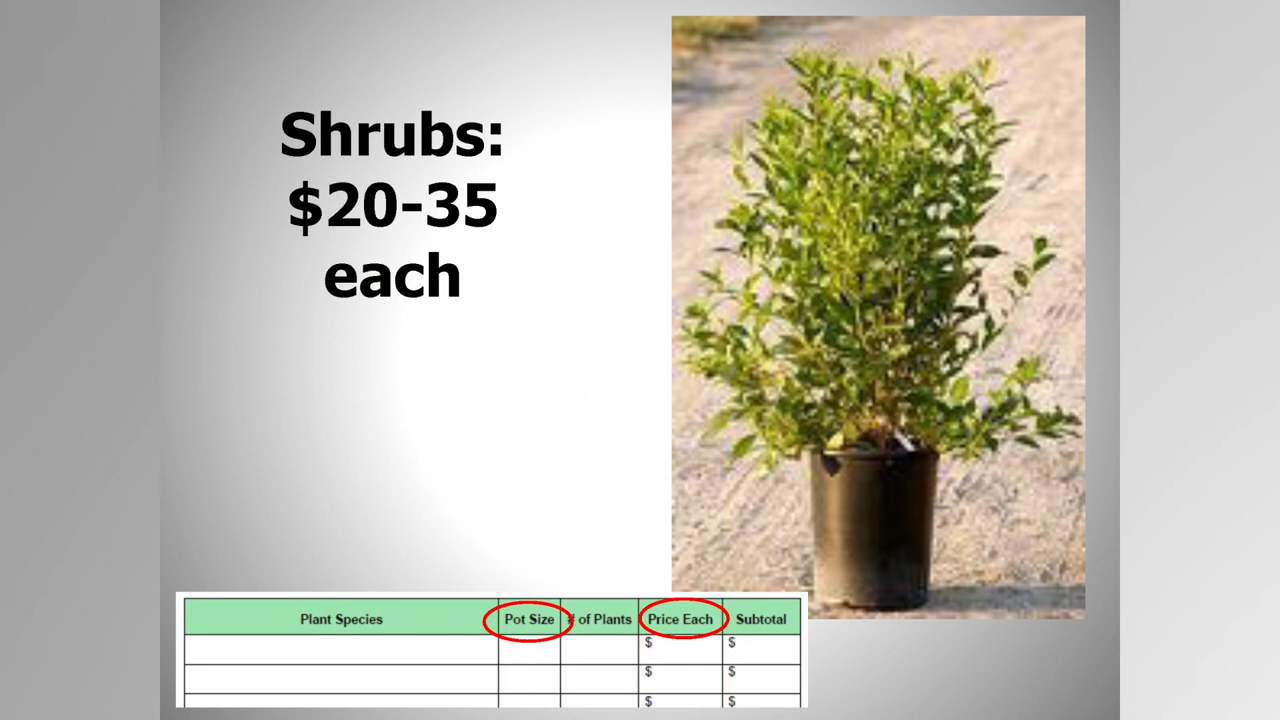 Shrubs:
$20-35
each
Plant Species Pot Size # of Plants Price Each Subtotal
$ $
$ $
$ $